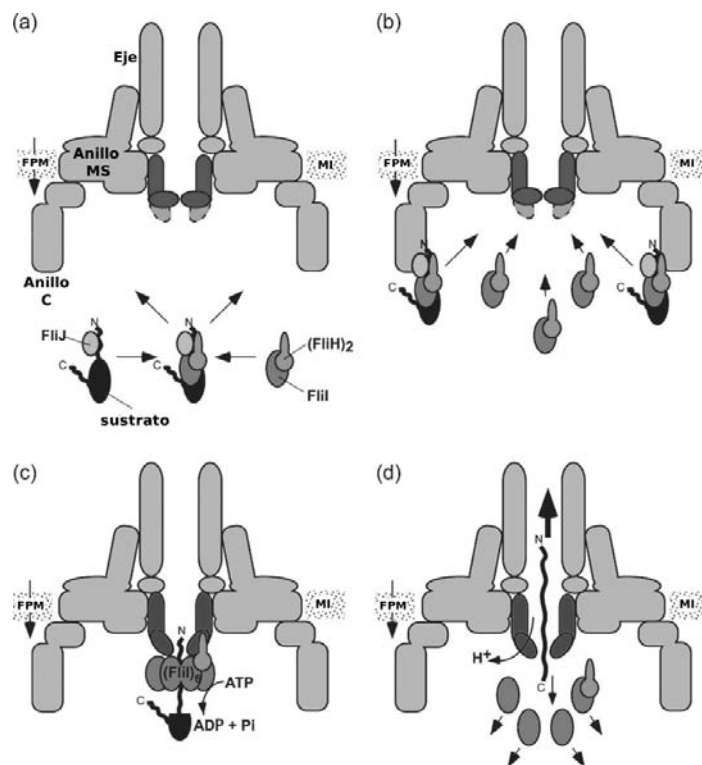 (a)
Eje
FPM
Anillo
MS
MI
Anillo
C
N
FliJ
C
(FliH)2
FliI
sustrato
(b)
FPM
MI
N
C
N
C
(c)
FPM
MI
N
(FliI)6
ATP
C
ADP + Pi
(d)
N
FPM
MI
H+
C